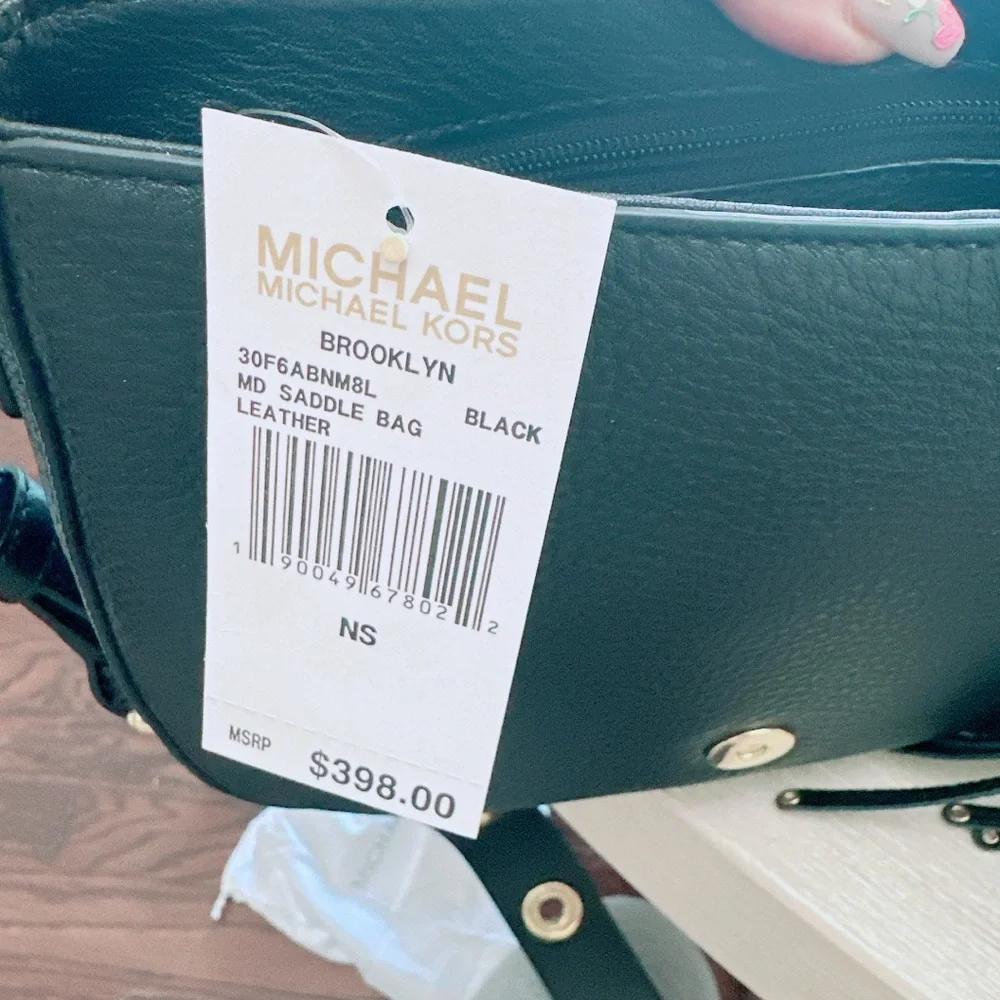 MICHAEL
MICHAEL KORS
BROOKLYN
30F6ABNM8L
MD SADDLE BAG BLACK
LEATHER
1 90049 67802 2
NS
MSRP $398.00